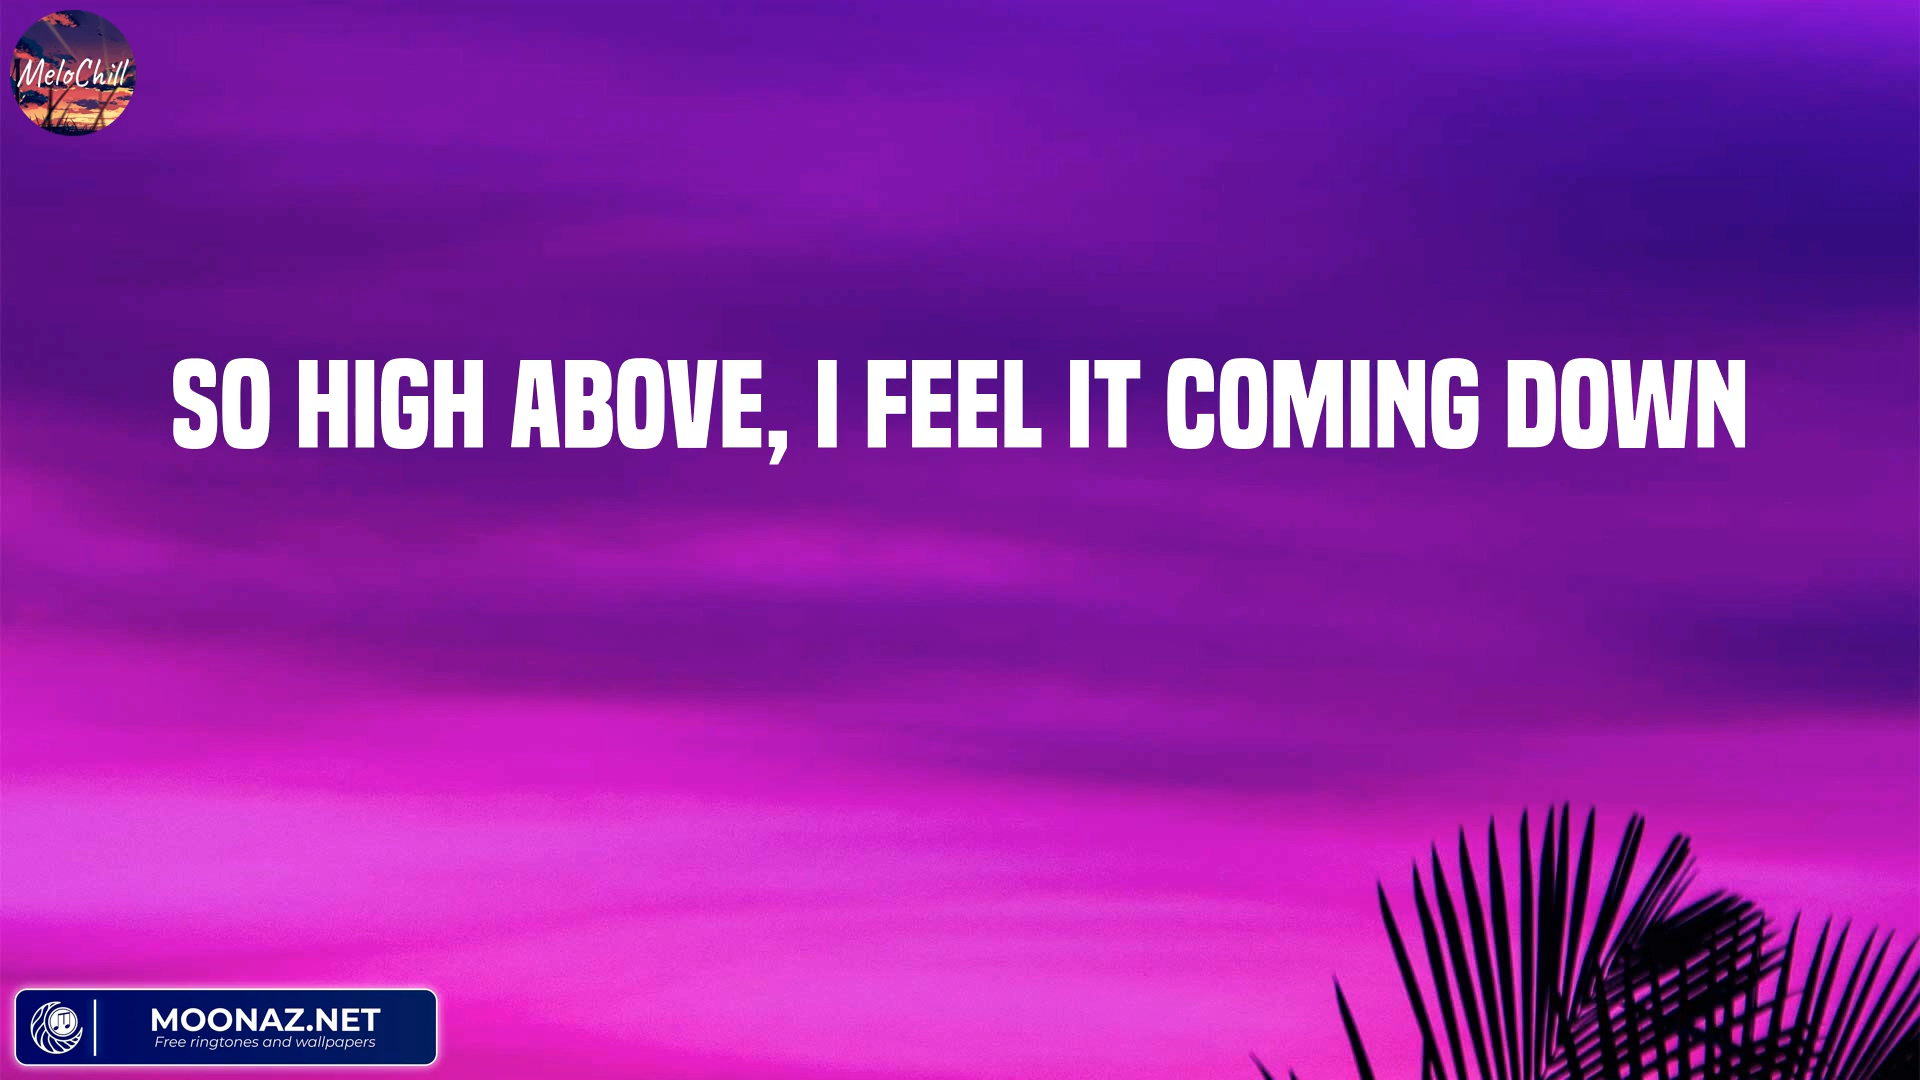 MeloChill
SO HIGH ABOVE, I FEEL IT COMING DOWN
MOONAZ.NET
Free ringtones and wallpapers